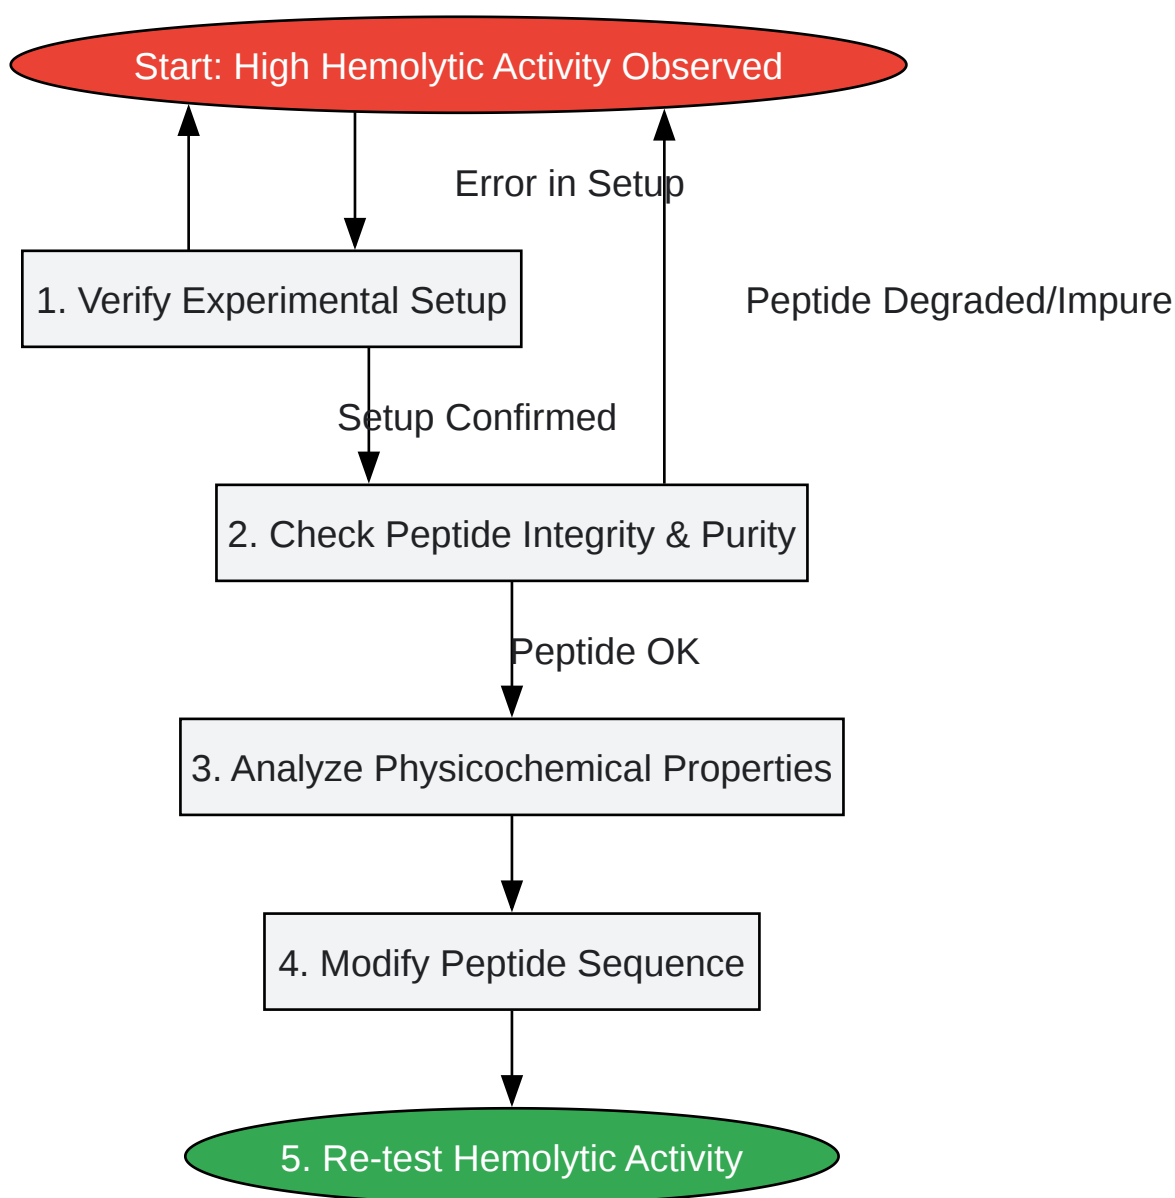 Start: High Hemolytic Activity Observed
Error in Setup
1. Verify Experimental Setup
Peptide Degraded/Impure
Setup Confirmed
2. Check Peptide Integrity & Purity
Peptide OK
3. Analyze Physicochemical Properties
4. Modify Peptide Sequence
5. Re-test Hemolytic Activity